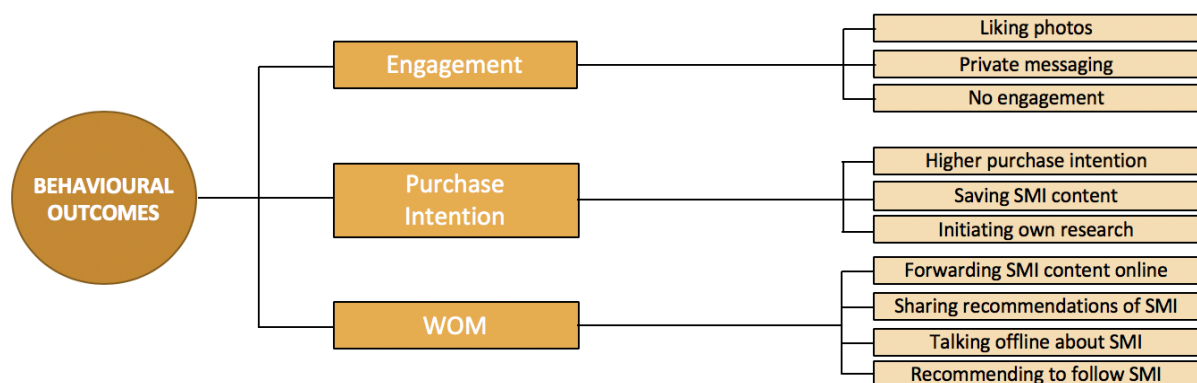 BEHAVIOURAL
OUTCOMES
Engagement
Liking photos
Private messaging
No engagement
Purchase
Intention
Higher purchase intention
Saving SMI content
Initiating own research
WOM
Forwarding SMI content online
Sharing recommendations of SMI
Talking offline about SMI
Recommending to follow SMI